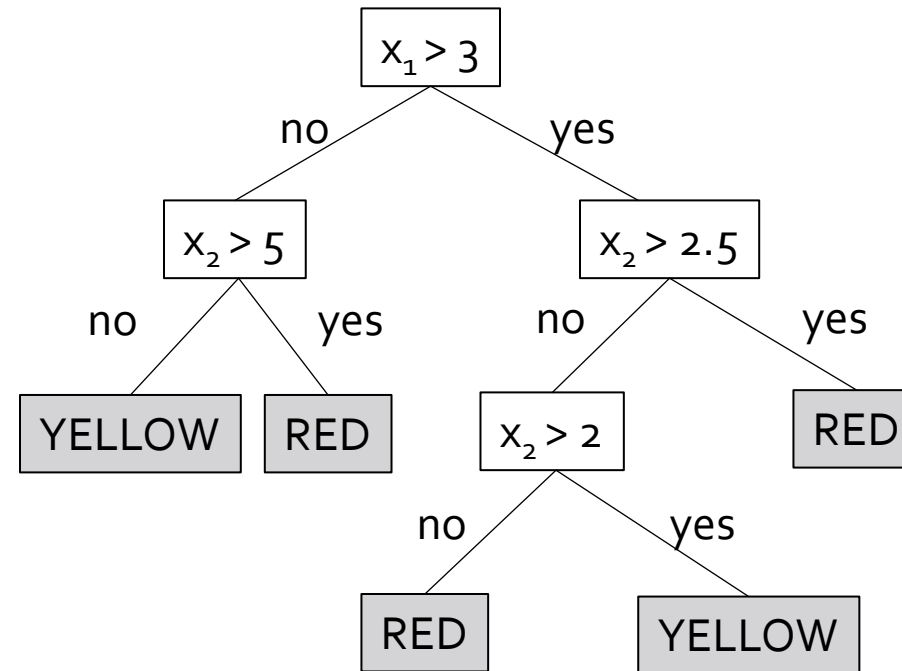 x₁ > 3
no yes
x₂ > 5 x₂ > 2.5
no yes no yes
YELLOW RED x₂ > 2 RED
no yes
RED YELLOW